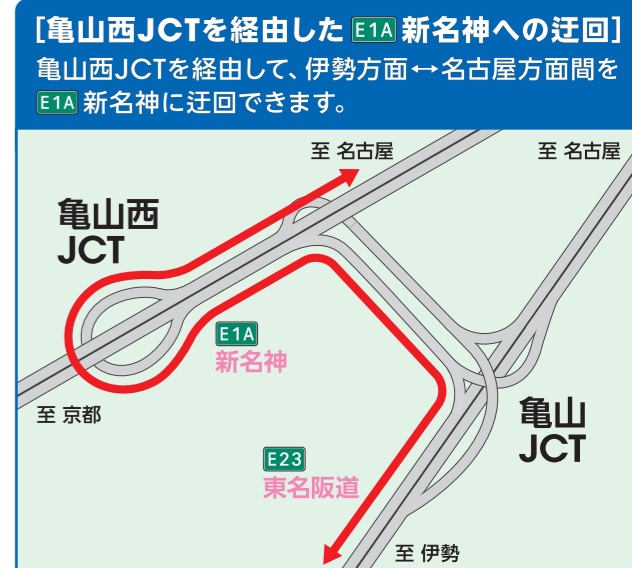 [亀山西JCTを経由した E1A 新名神への迂回]
亀山西JCTを経由して、伊勢方面↔名古屋方面間を
E1A 新名神に迂回できます。
至 名古屋
至 名古屋
亀山西
JCT
E1A
新名神
至 京都
亀山
JCT
E23
東名阪道
至 伊勢